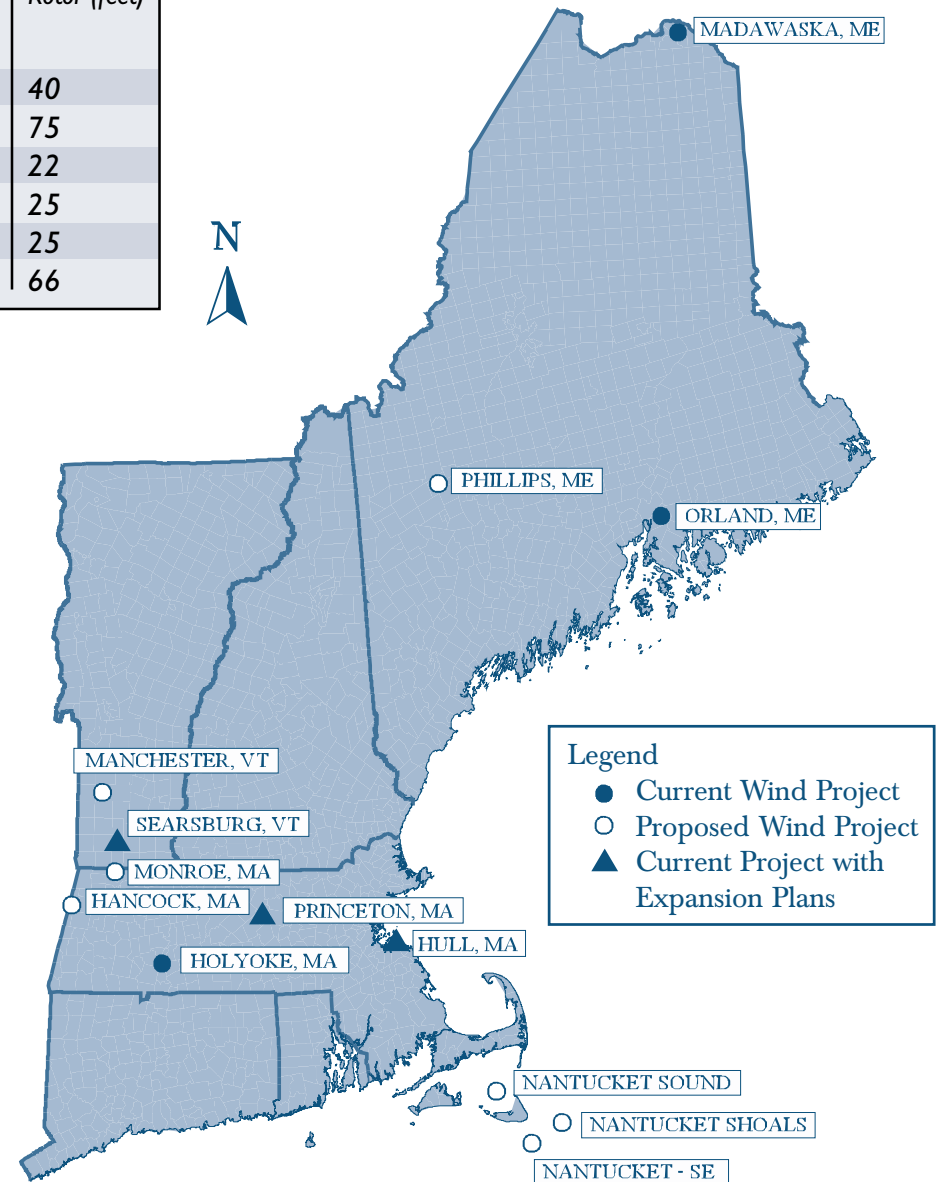 Rotor (feet)
40
75
22
25
25
66
N
MADAWASKA, ME
PHILLIPS, ME
ORLAND, ME
MANCHESTER, VT
SEARSBURG, VT
MONROE, MA
HANCOCK, MA
PRINCETON, MA
HULL, MA
HOLYOKE, MA
NANTUCKET SOUND
NANTUCKET SHOALS
NANTUCKET - SE
Legend
Current Wind Project
Proposed Wind Project
Current Project with
Expansion Plans